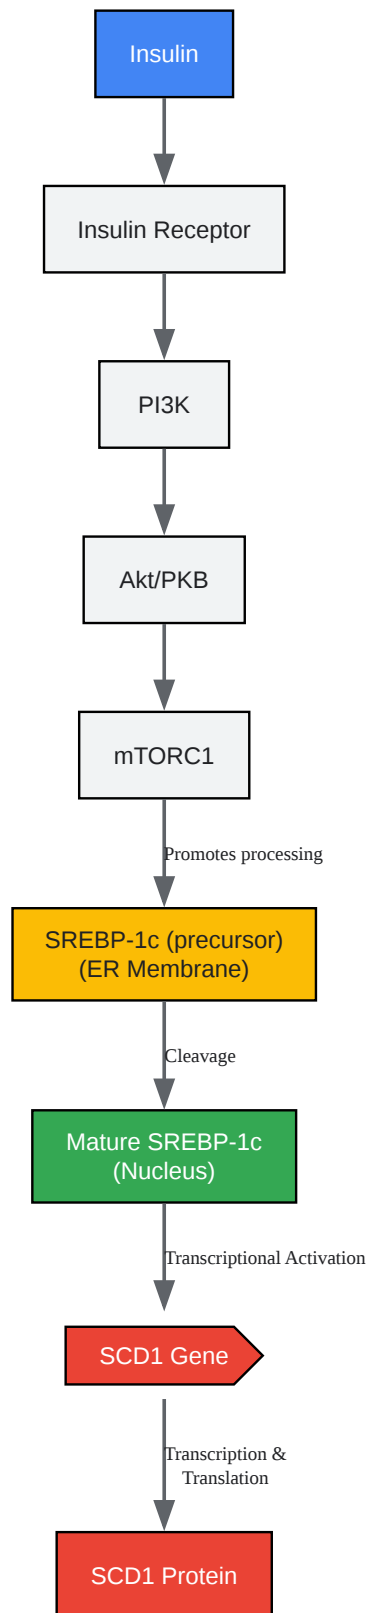 Insulin
Insulin Receptor
PI3K
Akt/PKB
mTORC1
Promotes processing
SREBP-1c (precursor)
(ER Membrane)
Cleavage
Mature SREBP-1c
(Nucleus)
Transcriptional Activation
SCD1 Gene
Transcription &
Translation
SCD1 Protein